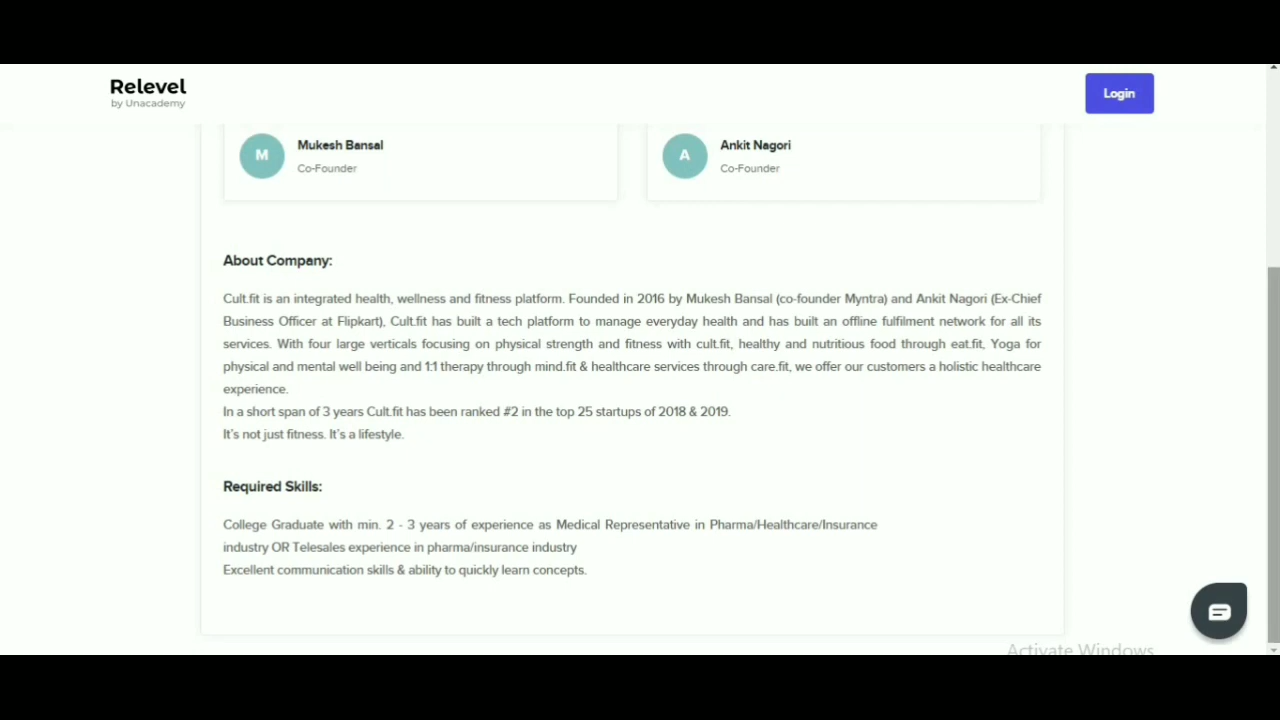 Relevel
by Unacademy
Login
M
Mukesh Bansal
Co-Founder
A
Ankit Nagori
Co-Founder
About Company:
Cult.fit is an integrated health, wellness and fitness platform. Founded in 2016 by Mukesh Bansal (co-founder Myntra) and Ankit Nagori (Ex-Chief
Business Officer at Flipkart), Cult.fit has built a tech platform to manage everyday health and has built an offline fulfilment network for all its
services. With four large verticals focusing on physical strength and fitness with cult.fit, healthy and nutritious food through eat.fit, Yoga for
physical and mental well being and 1:1 therapy through mind.fit & healthcare services through care.fit, we offer our customers a holistic healthcare
experience.
In a short span of 3 years Cult.fit has been ranked #2 in the top 25 startups of 2018 & 2019.
It's not just fitness. It's a lifestyle.
Required Skills:
College Graduate with min. 2 - 3 years of experience as Medical Representative in Pharma/Healthcare/Insurance
industry OR Telesales experience in pharma/insurance industry
Excellent communication skills & ability to quickly learn concepts.
Activate Windows